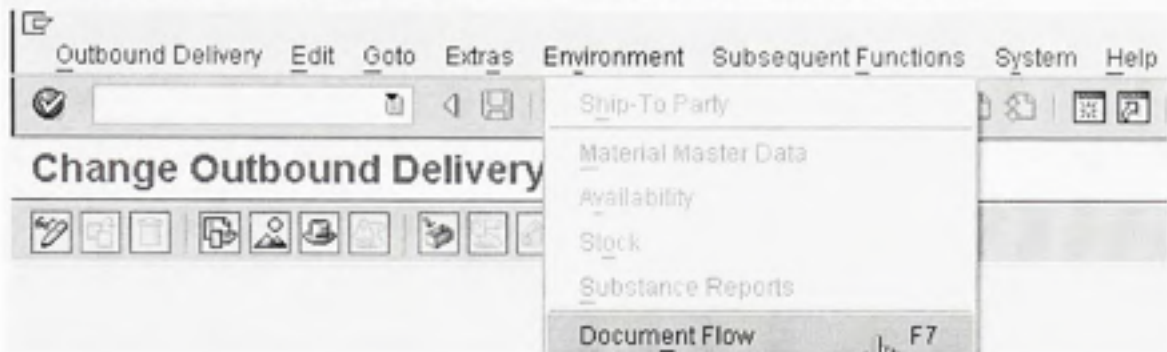 Outbound Delivery Edit Goto Extras Environment Subsequent Functions System Help
Ship-To Party
Change Outbound Delivery
Material Master Data
Availability
Stock
Substance Reports
Document Flow F7